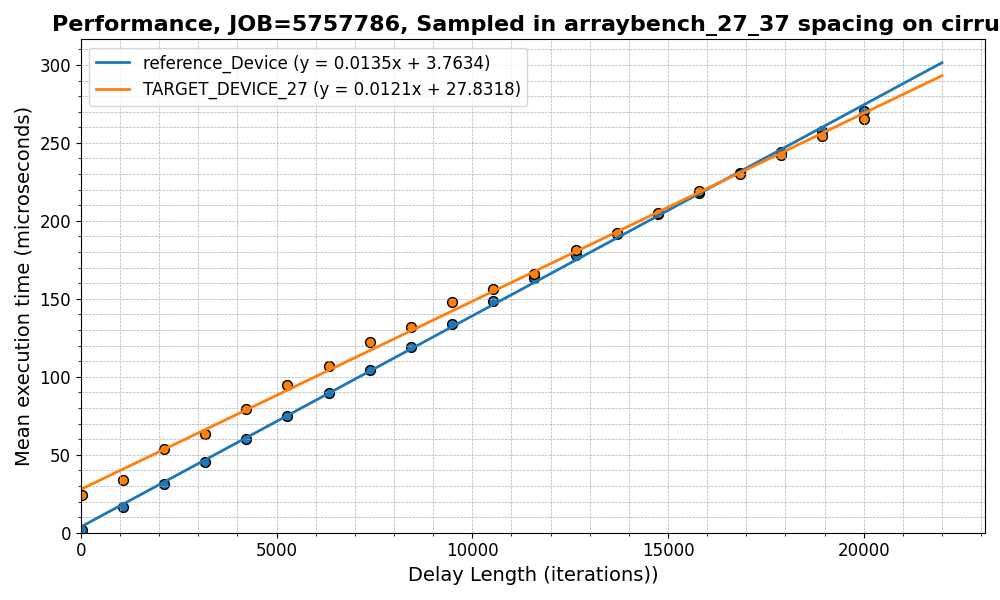 Performance, JOB=5757786, Sampled in arraybench_27_37 spacing on cirru
reference_Device (y = 0.0135x + 3.7634)
TARGET_DEVICE_27 (y = 0.0121x + 27.8318)
Mean execution time (microseconds)
300
250
200
150
100
50
0
0 5000 10000 15000 20000
Delay Length (iterations))